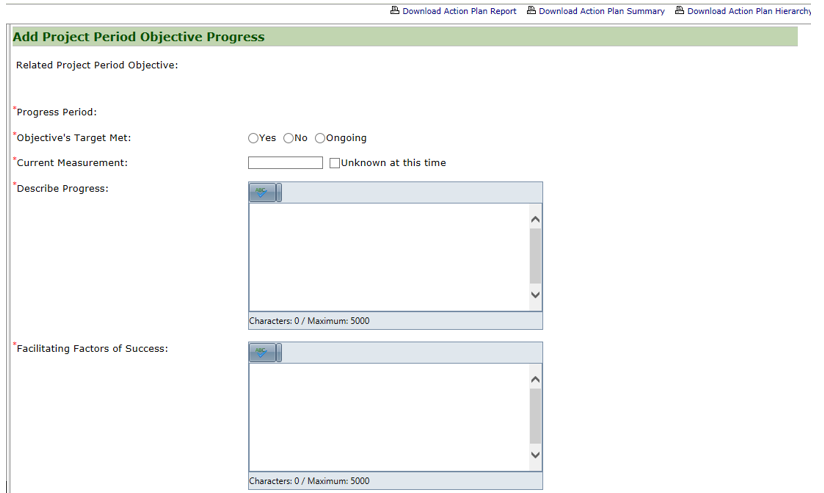 Download Action Plan Report Download Action Plan Summary Download Action Plan Hierarchy
Add Project Period Objective Progress
Related Project Period Objective:
*Progress Period:
*Objective's Target Met: Yes No Ongoing
*Current Measurement: Unknown at this time
*Describe Progress:
ABC
Characters: 0 / Maximum: 5000
*Facilitating Factors of Success:
ABC
Characters: 0 / Maximum: 5000